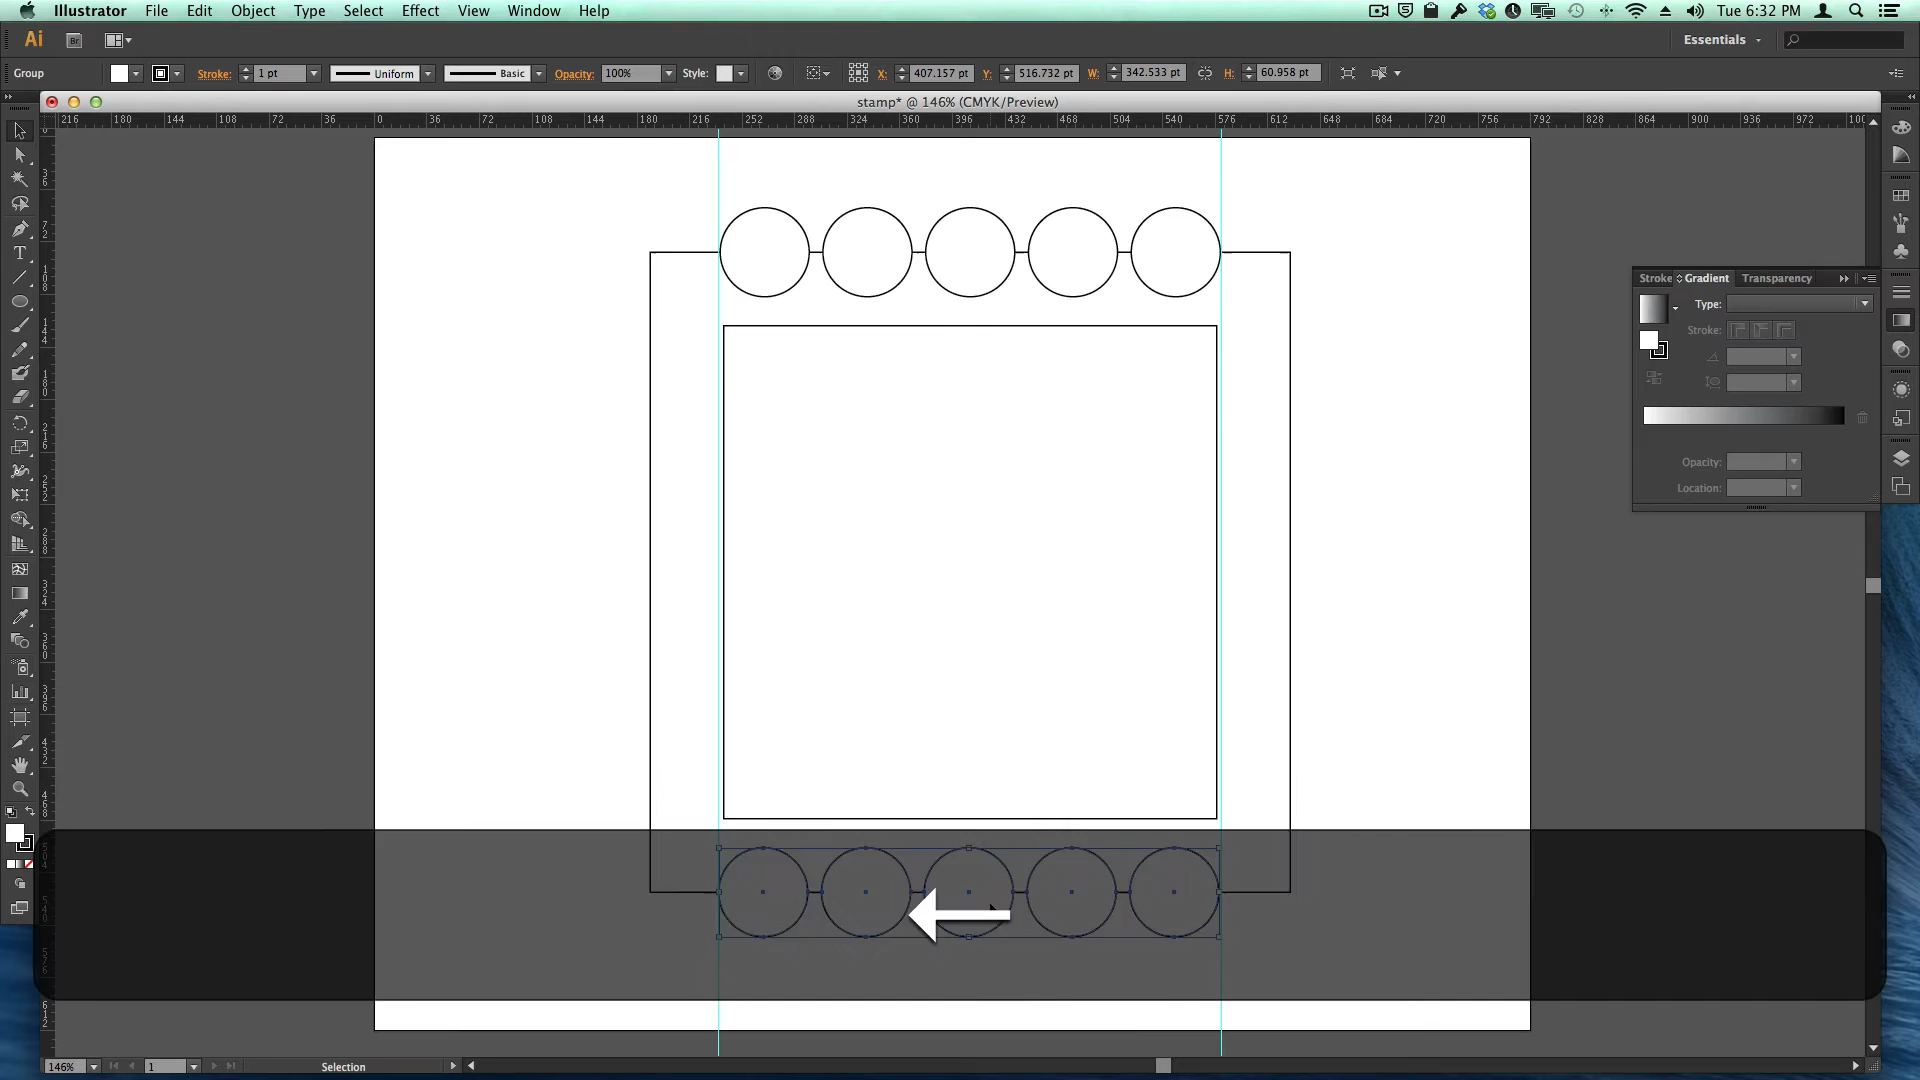 Illustrator File Edit Object Type Select Effect View Window Help Tue 6:32 PM
Ai Br Essentials
Group Stroke: 1 pt Uniform Basic Opacity: 100% Style: X: 407.157 pt Y: 516.732 pt W: 342.533 pt H: 60.958 pt
stamp* @ 146% (CMYK/Preview)
216 180 144 108 72 36 0 36 72 108 144 180 216 252 288 324 360 396 432 468 504 540 576 612 648 684 720 756 792 828 864 900 936 972 100
Stroke Gradient Transparency
Type:
Stroke:
Opacity:
Location:
146% 1 Selection